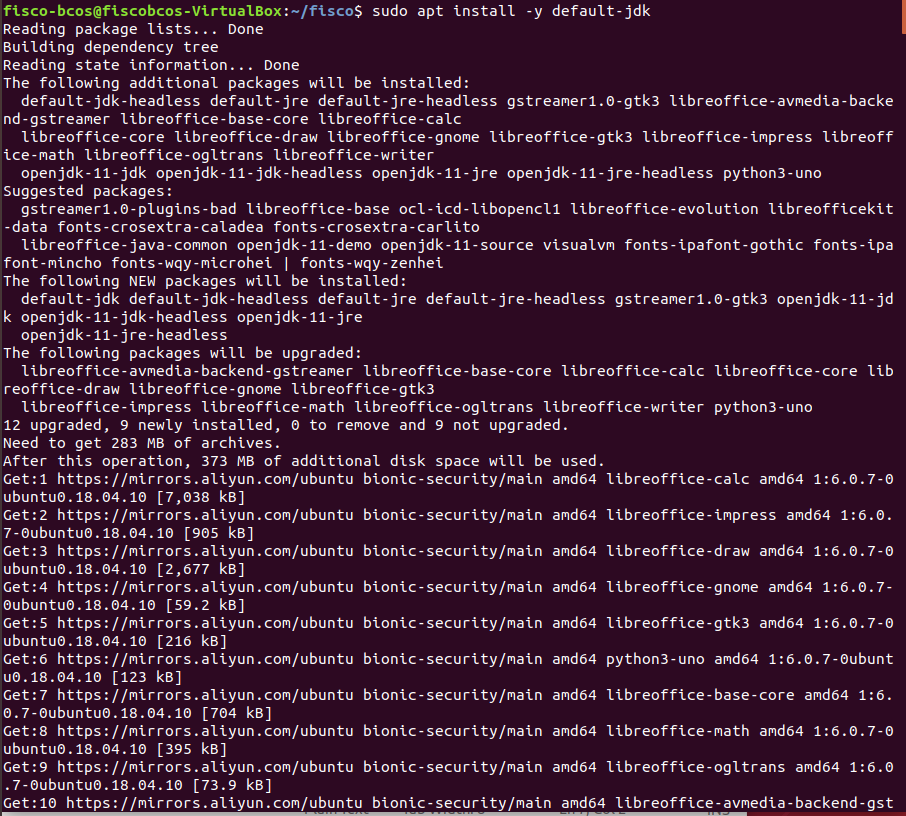 fisco-bcos@fiscobcos-VirtualBox:~/fisco$ sudo apt install -y default-jdk
Reading package lists... Done
Building dependency tree
Reading state information... Done
The following additional packages will be installed:
  default-jdk-headless default-jre default-jre-headless gstreamer1.0-gtk3 libreoffice-avmedia-backe
nd-gstreamer libreoffice-base-core libreoffice-calc
  libreoffice-core libreoffice-draw libreoffice-gnome libreoffice-gtk3 libreoffice-impress libreoff
ice-math libreoffice-ogltrans libreoffice-writer
  openjdk-11-jdk openjdk-11-jdk-headless openjdk-11-jre openjdk-11-jre-headless python3-uno
Suggested packages:
  gstreamer1.0-plugins-bad libreoffice-base ocl-icd-libopencl1 libreoffice-evolution libreofficekit
-data fonts-crosextra-caladea fonts-crosextra-carlito
  libreoffice-java-common openjdk-11-demo openjdk-11-source visualvm fonts-ipafont-gothic fonts-ipa
font-mincho fonts-wqy-microhei | fonts-wqy-zenhei
The following NEW packages will be installed:
  default-jdk default-jdk-headless default-jre default-jre-headless gstreamer1.0-gtk3 openjdk-11-jd
k openjdk-11-jdk-headless openjdk-11-jre
  openjdk-11-jre-headless
The following packages will be upgraded:
  libreoffice-avmedia-backend-gstreamer libreoffice-base-core libreoffice-calc libreoffice-core lib
reoffice-draw libreoffice-gnome libreoffice-gtk3
  libreoffice-impress libreoffice-math libreoffice-ogltrans libreoffice-writer python3-uno
12 upgraded, 9 newly installed, 0 to remove and 9 not upgraded.
Need to get 283 MB of archives.
After this operation, 373 MB of additional disk space will be used.
Get:1 https://mirrors.aliyun.com/ubuntu bionic-security/main amd64 libreoffice-calc amd64 1:6.0.7-0
ubuntu0.18.04.10 [7,038 kB]
Get:2 https://mirrors.aliyun.com/ubuntu bionic-security/main amd64 libreoffice-impress amd64 1:6.0.
7-0ubuntu0.18.04.10 [905 kB]
Get:3 https://mirrors.aliyun.com/ubuntu bionic-security/main amd64 libreoffice-draw amd64 1:6.0.7-0
ubuntu0.18.04.10 [2,677 kB]
Get:4 https://mirrors.aliyun.com/ubuntu bionic-security/main amd64 libreoffice-gnome amd64 1:6.0.7-
0ubuntu0.18.04.10 [59.2 kB]
Get:5 https://mirrors.aliyun.com/ubuntu bionic-security/main amd64 libreoffice-gtk3 amd64 1:6.0.7-0
ubuntu0.18.04.10 [216 kB]
Get:6 https://mirrors.aliyun.com/ubuntu bionic-security/main amd64 python3-uno amd64 1:6.0.7-0ubunt
u0.18.04.10 [123 kB]
Get:7 https://mirrors.aliyun.com/ubuntu bionic-security/main amd64 libreoffice-base-core amd64 1:6.
0.7-0ubuntu0.18.04.10 [704 kB]
Get:8 https://mirrors.aliyun.com/ubuntu bionic-security/main amd64 libreoffice-math amd64 1:6.0.7-0
ubuntu0.18.04.10 [395 kB]
Get:9 https://mirrors.aliyun.com/ubuntu bionic-security/main amd64 libreoffice-ogltrans amd64 1:6.0
.7-0ubuntu0.18.04.10 [73.9 kB]
Get:10 https://mirrors.aliyun.com/ubuntu bionic-security/main amd64 libreoffice-avmedia-backend-gst